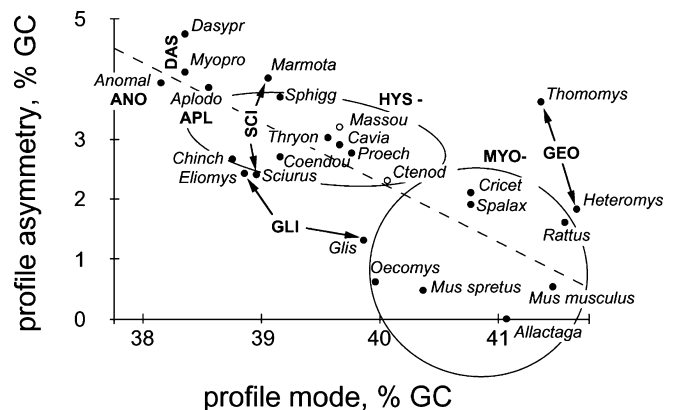 profile asymmetry, % GC
5
4
3
2
1
0
Dasypr
DAS
Myopro
Anomal
ANO
Aplodo
APL
Marmota
Sphigg
SCI
HYS -
Massou
Thryon
Cavia
Proech
Coendou
Chinch
Eliomys
Sciurus
Ctenod
Thomomys
MYO-
GEO
Cricet
Spalax
Heteromys
Rattus
GLI
Glis
Oecomys
Mus spretus
Mus musculus
Allactaga
38
39
40
41
profile mode, % GC